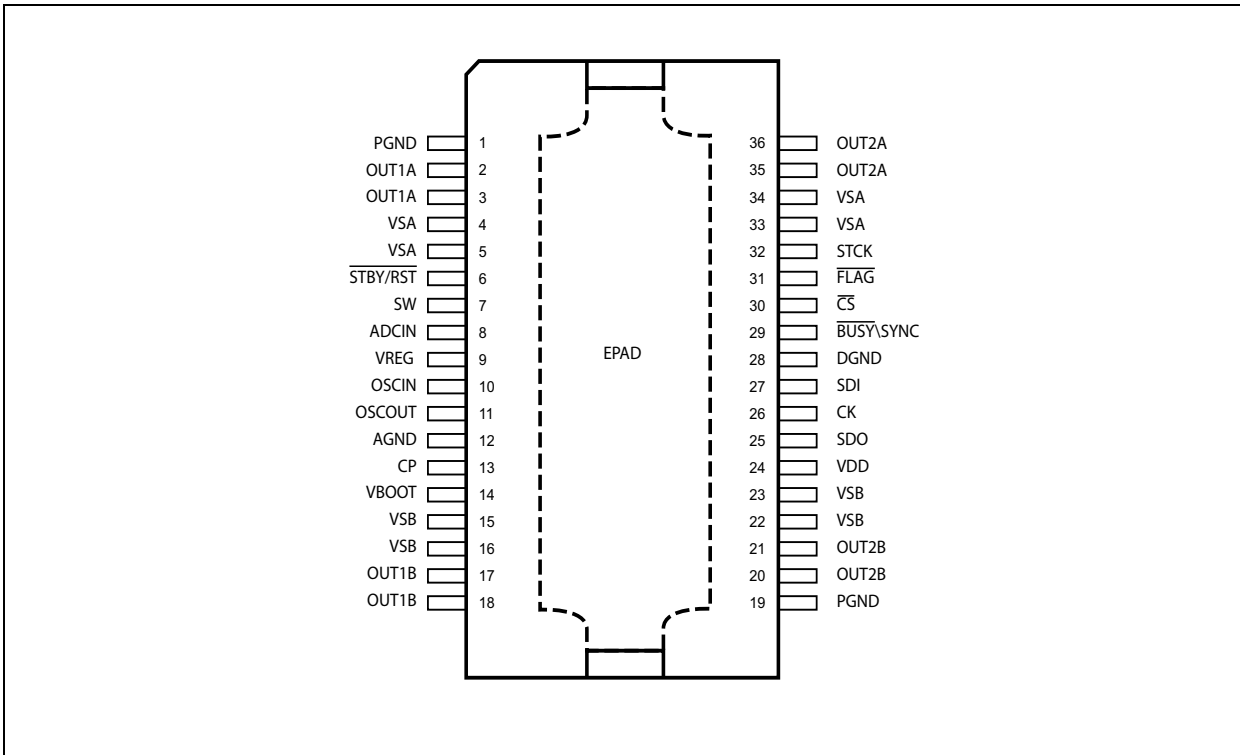 PGND 1
OUT1A 2
OUT1A 3
VSA 4
VSA 5
STBY/RST 6
SW 7
ADCIN 8
VREG 9
OSCIN 10
OSCOUT 11
AGND 12
CP 13
VBOOT 14
VSB 15
VSB 16
OUT1B 17
OUT1B 18
EPAD
36 OUT2A
35 OUT2A
34 VSA
33 VSA
32 STCK
31 FLAG
30 CS
29 BUSY\SYNC
28 DGND
27 SDI
26 CK
25 SDO
24 VDD
23 VSB
22 VSB
21 OUT2B
20 OUT2B
19 PGND